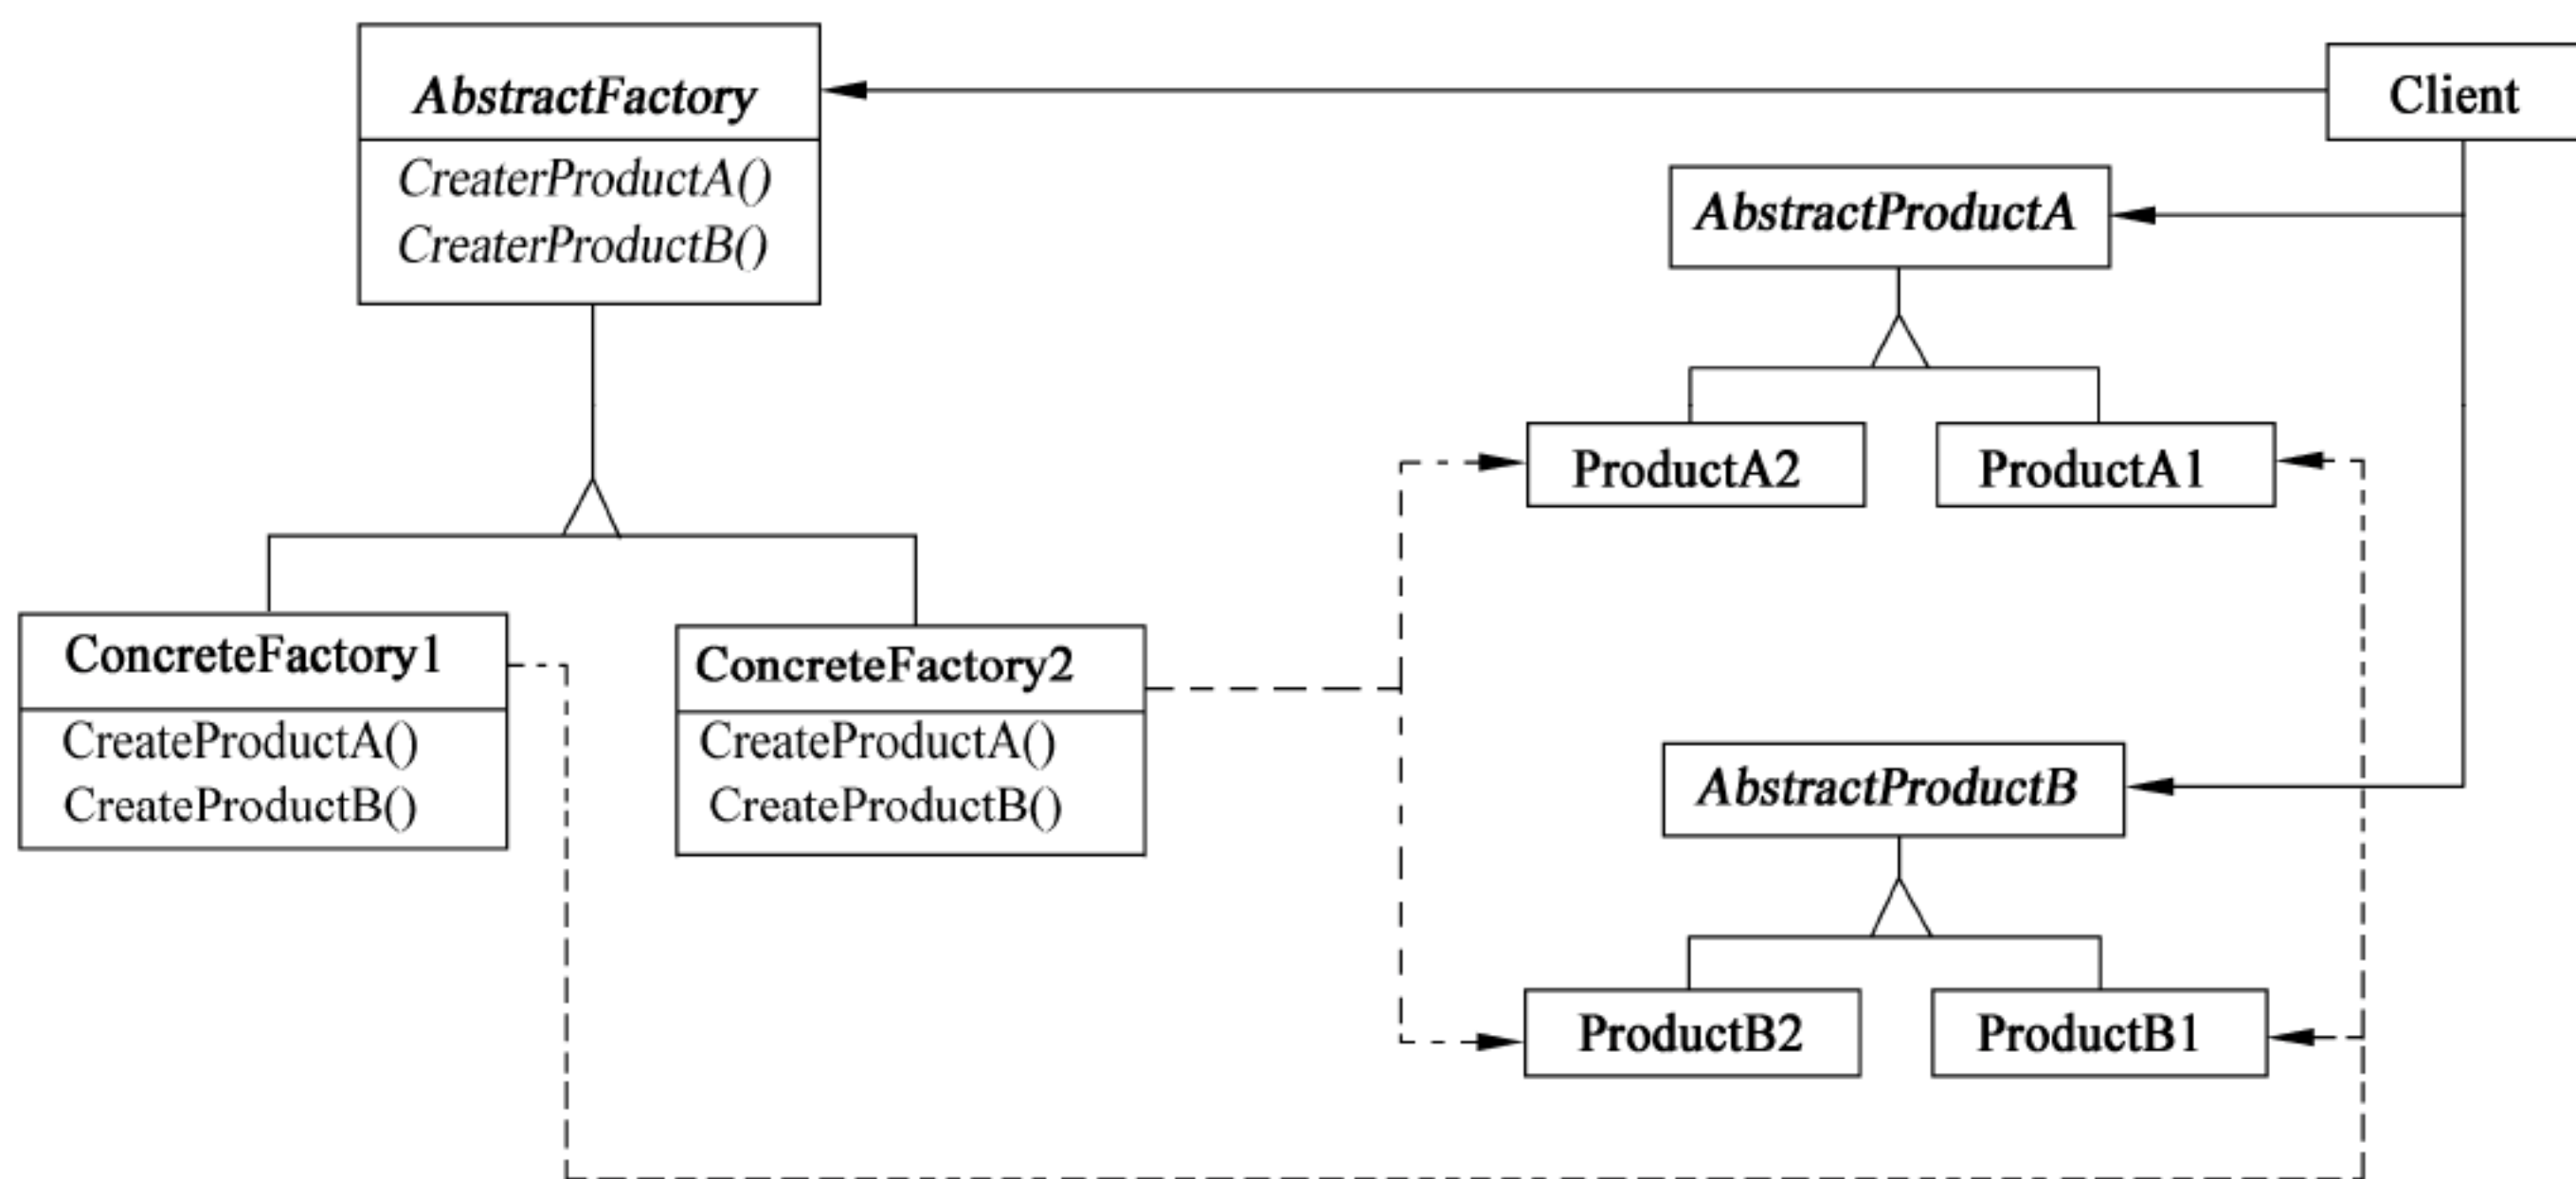 AbstractFactory
CreaterProductA()
CreaterProductB()
Client
AbstractProductA
ProductA2
ProductA1
ConcreteFactory1
CreateProductA()
CreateProductB()
ConcreteFactory2
CreateProductA()
CreateProductB()
AbstractProductB
ProductB2
ProductB1